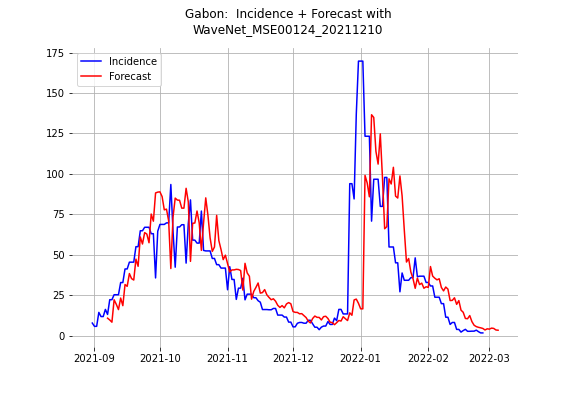 Gabon:  Incidence + Forecast with
WaveNet_MSE00124_20211210
Incidence
Forecast
175
150
125
100
75
50
25
0
2021-09 2021-10 2021-11 2021-12 2022-01 2022-02 2022-03